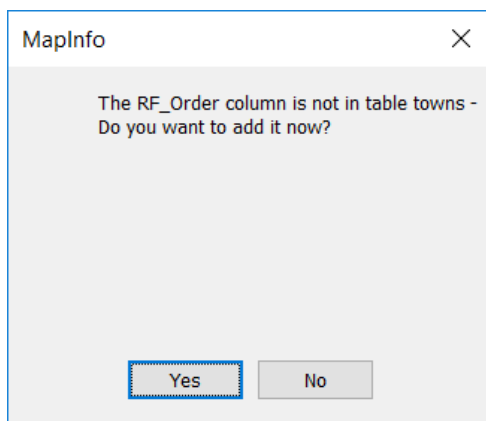 MapInfo
The RF_Order column is not in table towns -
Do you want to add it now?
Yes
No